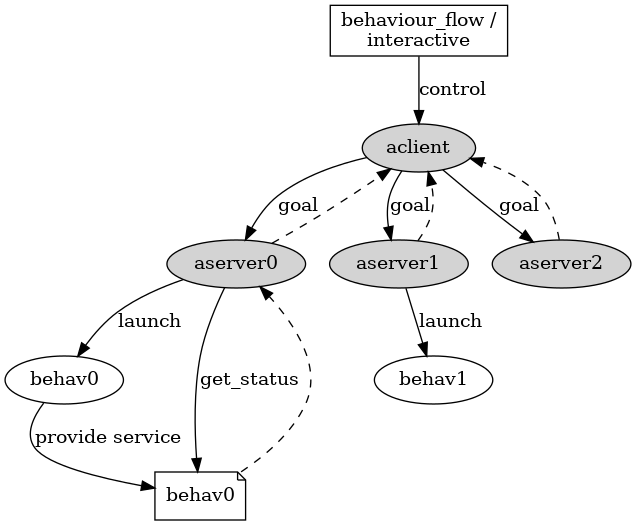 behaviour_flow /
interactive
control
aclient
goal
goal
goal
aserver0
aserver1
aserver2
launch
launch
behav0
get_status
behav1
provide service
behav0